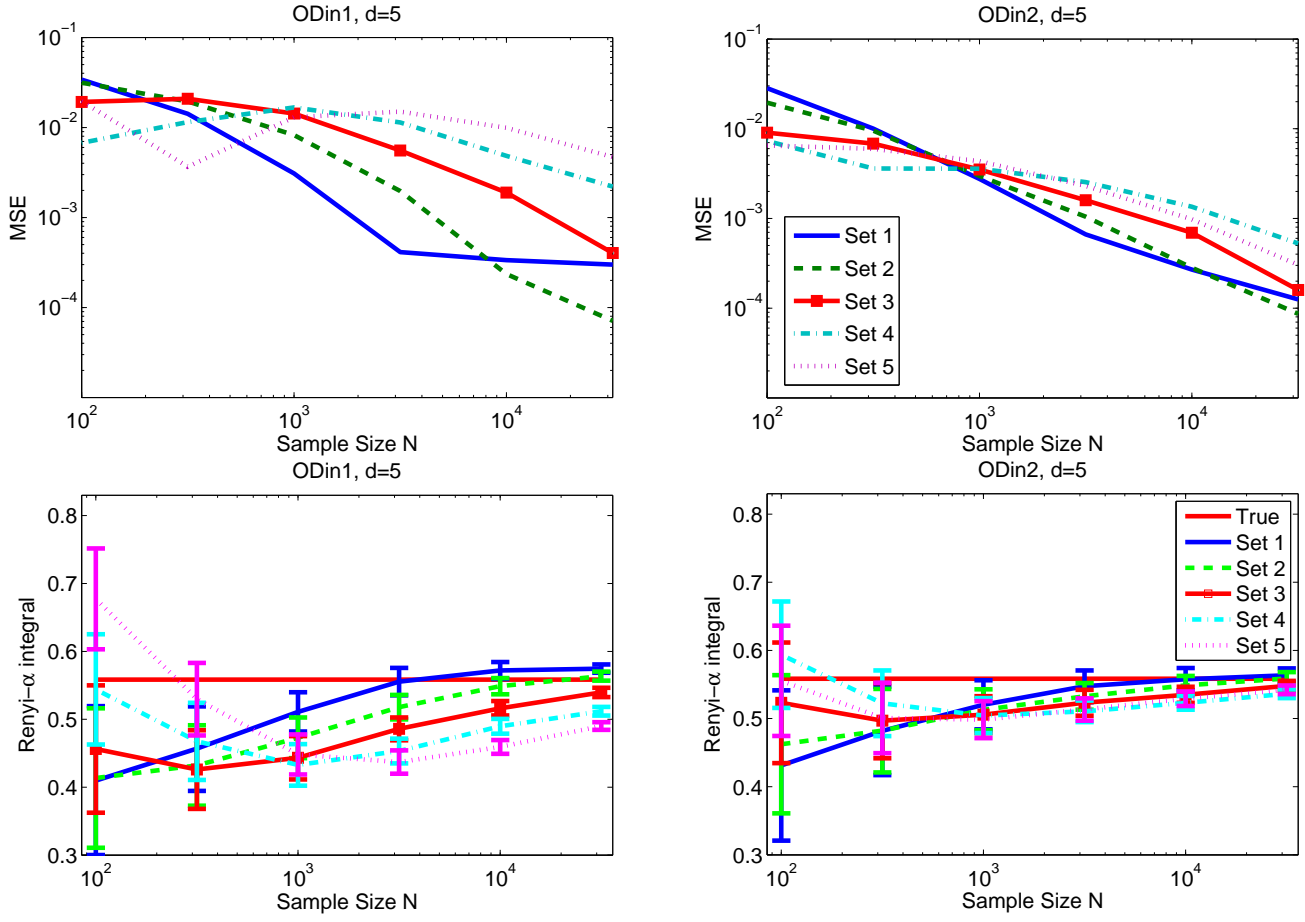 ODin1, d=5
10^-1
10^-2
10^-3
10^-4
MSE
10^2
10^3
10^4
Sample Size N
ODin2, d=5
10^-1
10^-2
10^-3
10^-4
MSE
Set 1
Set 2
Set 3
Set 4
Set 5
10^2
10^3
10^4
Sample Size N
ODin1, d=5
0.8
0.7
0.6
0.5
0.4
0.3
Renyi−α integral
10^2
10^3
10^4
Sample Size N
ODin2, d=5
0.8
0.7
0.6
0.5
0.4
0.3
Renyi−α integral
True
Set 1
Set 2
Set 3
Set 4
Set 5
10^2
10^3
10^4
Sample Size N